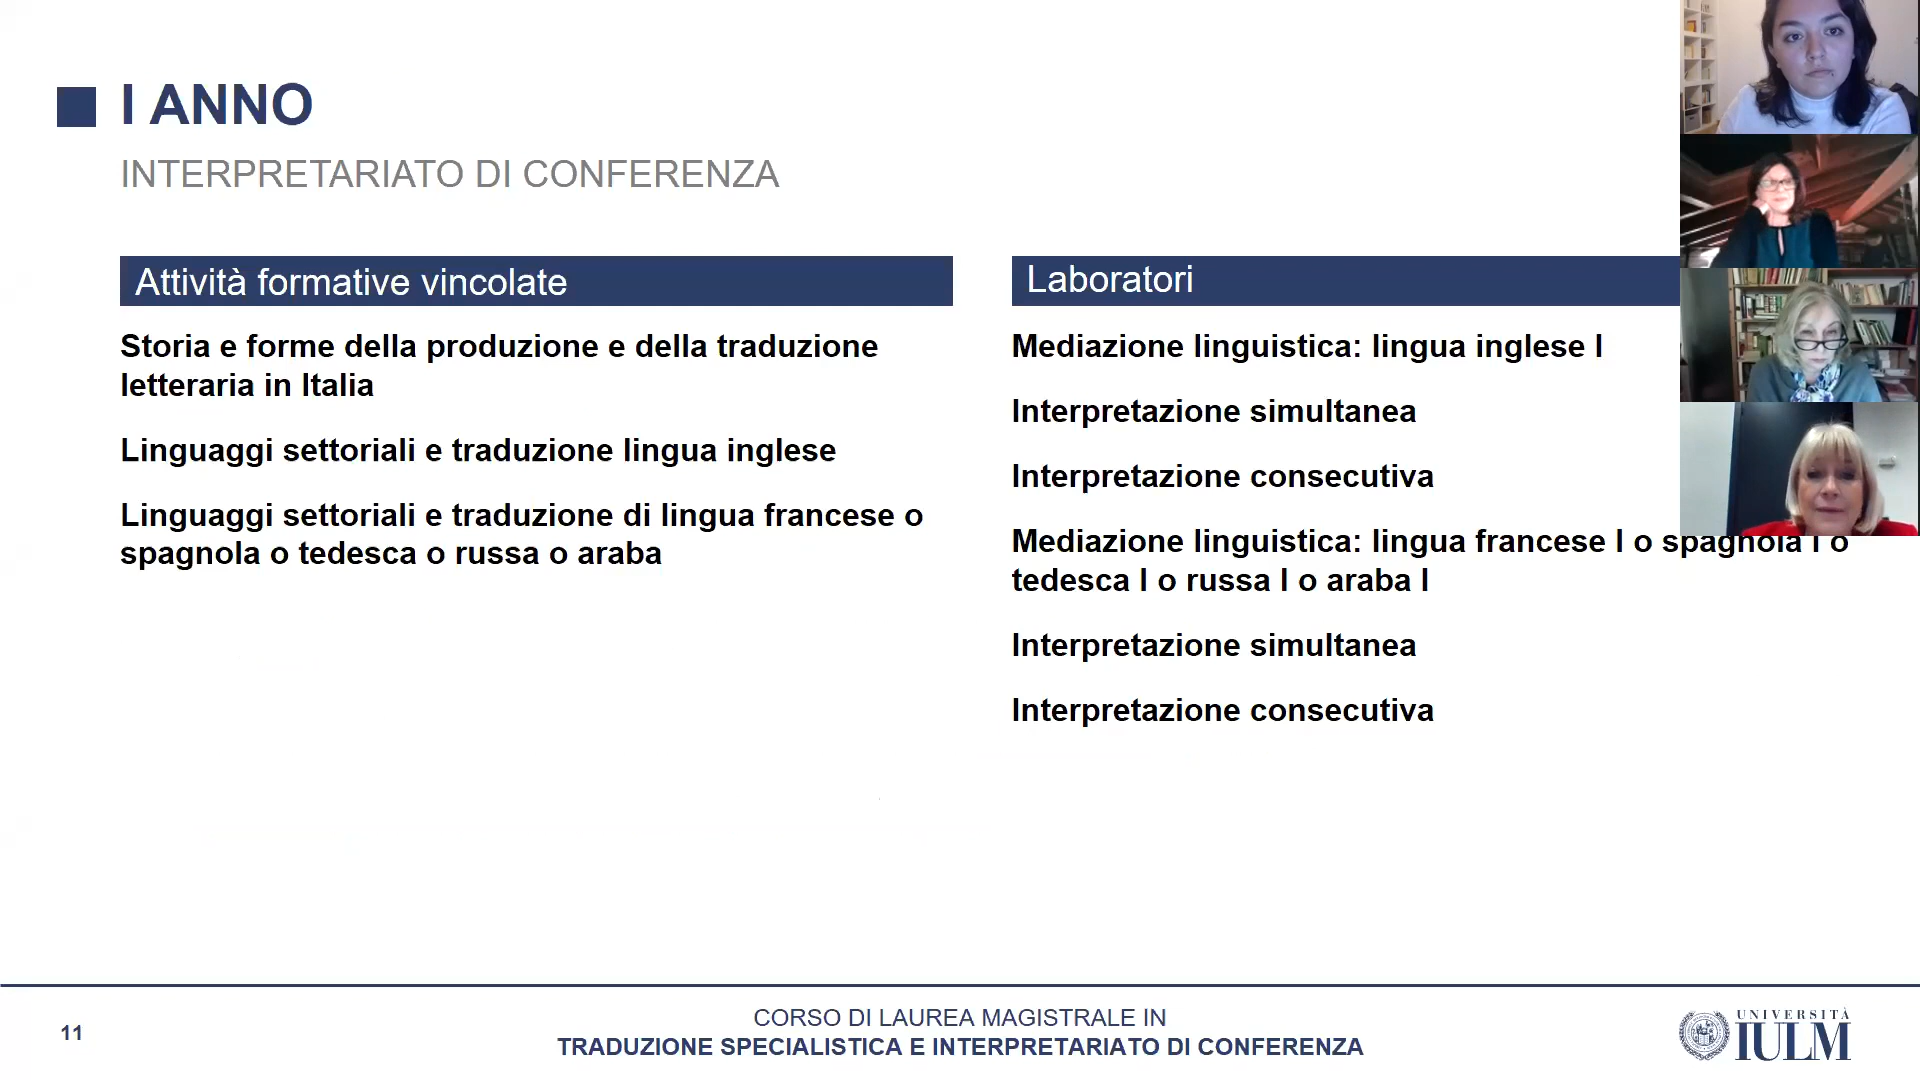 I ANNO
INTERPRETARIATO DI CONFERENZA
Attività formative vincolate
Storia e forme della produzione e della traduzione
letteraria in Italia
Linguaggi settoriali e traduzione lingua inglese
Linguaggi settoriali e traduzione di lingua francese o
spagnola o tedesca o russa o araba
Laboratori
Mediazione linguistica: lingua inglese I
Interpretazione simultanea
Interpretazione consecutiva
Mediazione linguistica: lingua francese I o spagnola I o
tedesca I o russa I o araba I
Interpretazione simultanea
Interpretazione consecutiva
11
CORSO DI LAUREA MAGISTRALE IN
TRADUZIONE SPECIALISTICA E INTERPRETARIATO DI CONFERENZA
UNIVERSITÀ
IULM